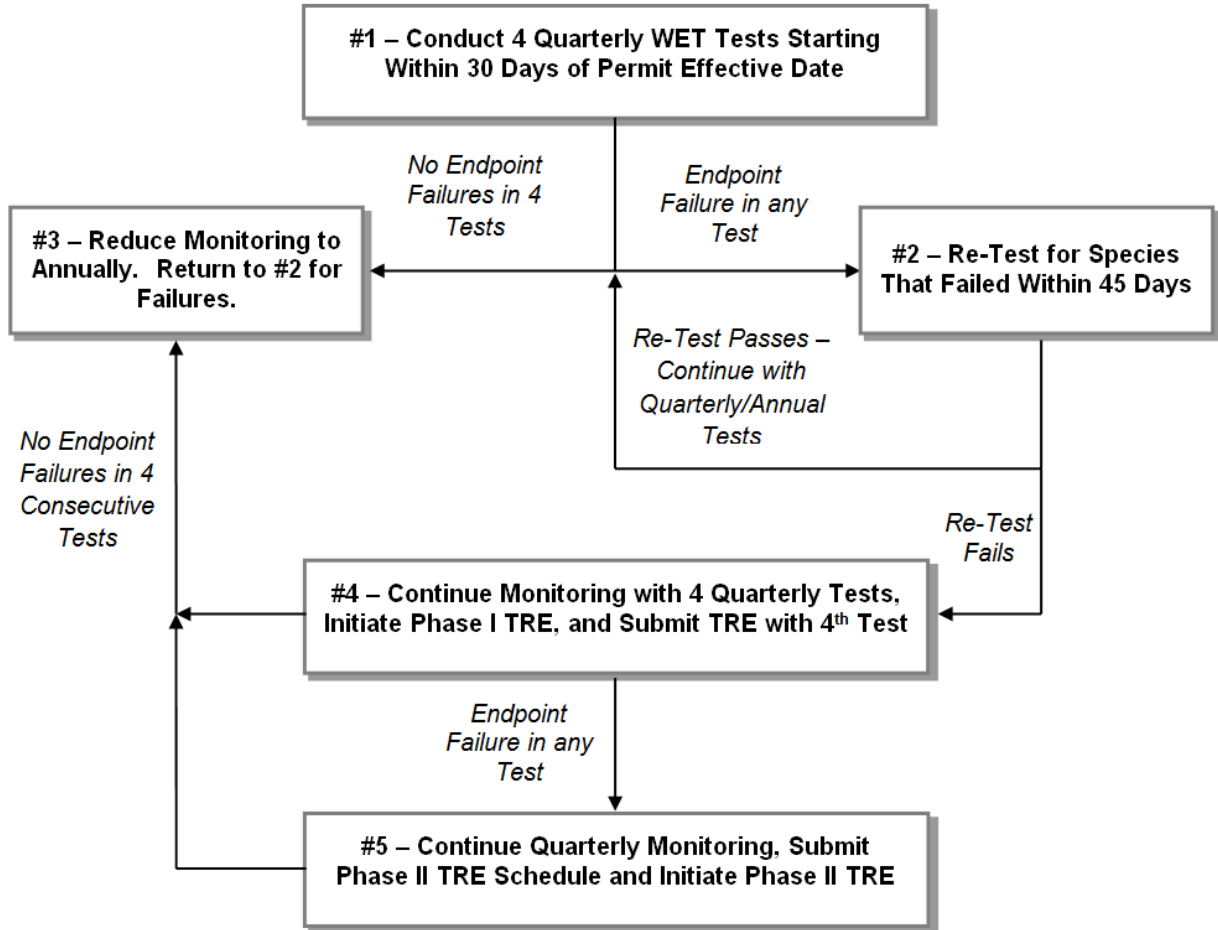 #1 – Conduct 4 Quarterly WET Tests Starting
Within 30 Days of Permit Effective Date
No Endpoint
Failures in 4
Tests
Endpoint
Failure in any
Test
#3 – Reduce Monitoring to
Annually. Return to #2 for
Failures.
#2 – Re-Test for Species
That Failed Within 45 Days
Re-Test Passes –
Continue with
Quarterly/Annual
Tests
No Endpoint
Failures in 4
Consecutive
Tests
Re-Test
Fails
#4 – Continue Monitoring with 4 Quarterly Tests,
Initiate Phase I TRE, and Submit TRE with 4th Test
Endpoint
Failure in any
Test
#5 – Continue Quarterly Monitoring, Submit
Phase II TRE Schedule and Initiate Phase II TRE